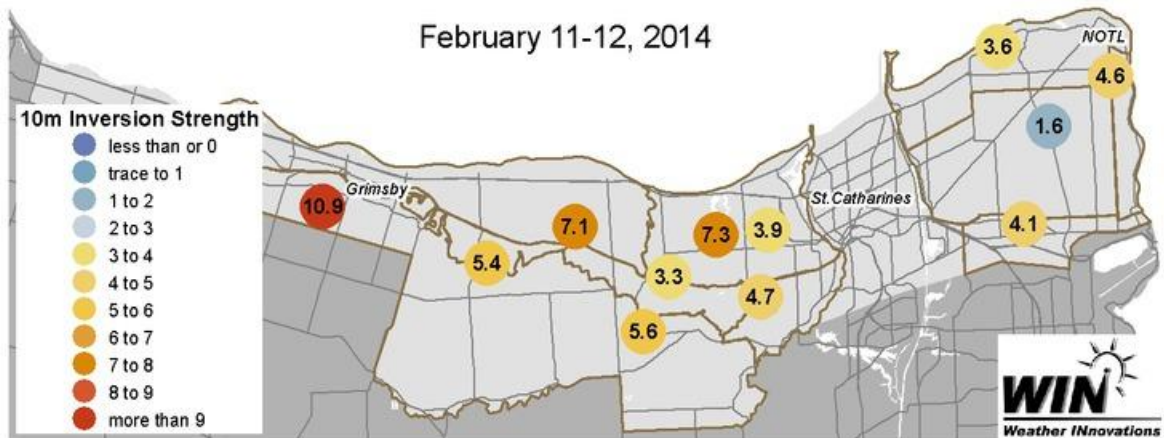 February 11-12, 2014
3.6
NOTL
4.6
10m Inversion Strength
less than or 0
trace to 1
1 to 2
2 to 3
3 to 4
4 to 5
5 to 6
6 to 7
7 to 8
8 to 9
more than 9
1.6
Grimsby
10.9
St.Catharines
7.1
7.3
3.9
4.1
5.4
3.3
4.7
5.6
WIN
Weather INnovations